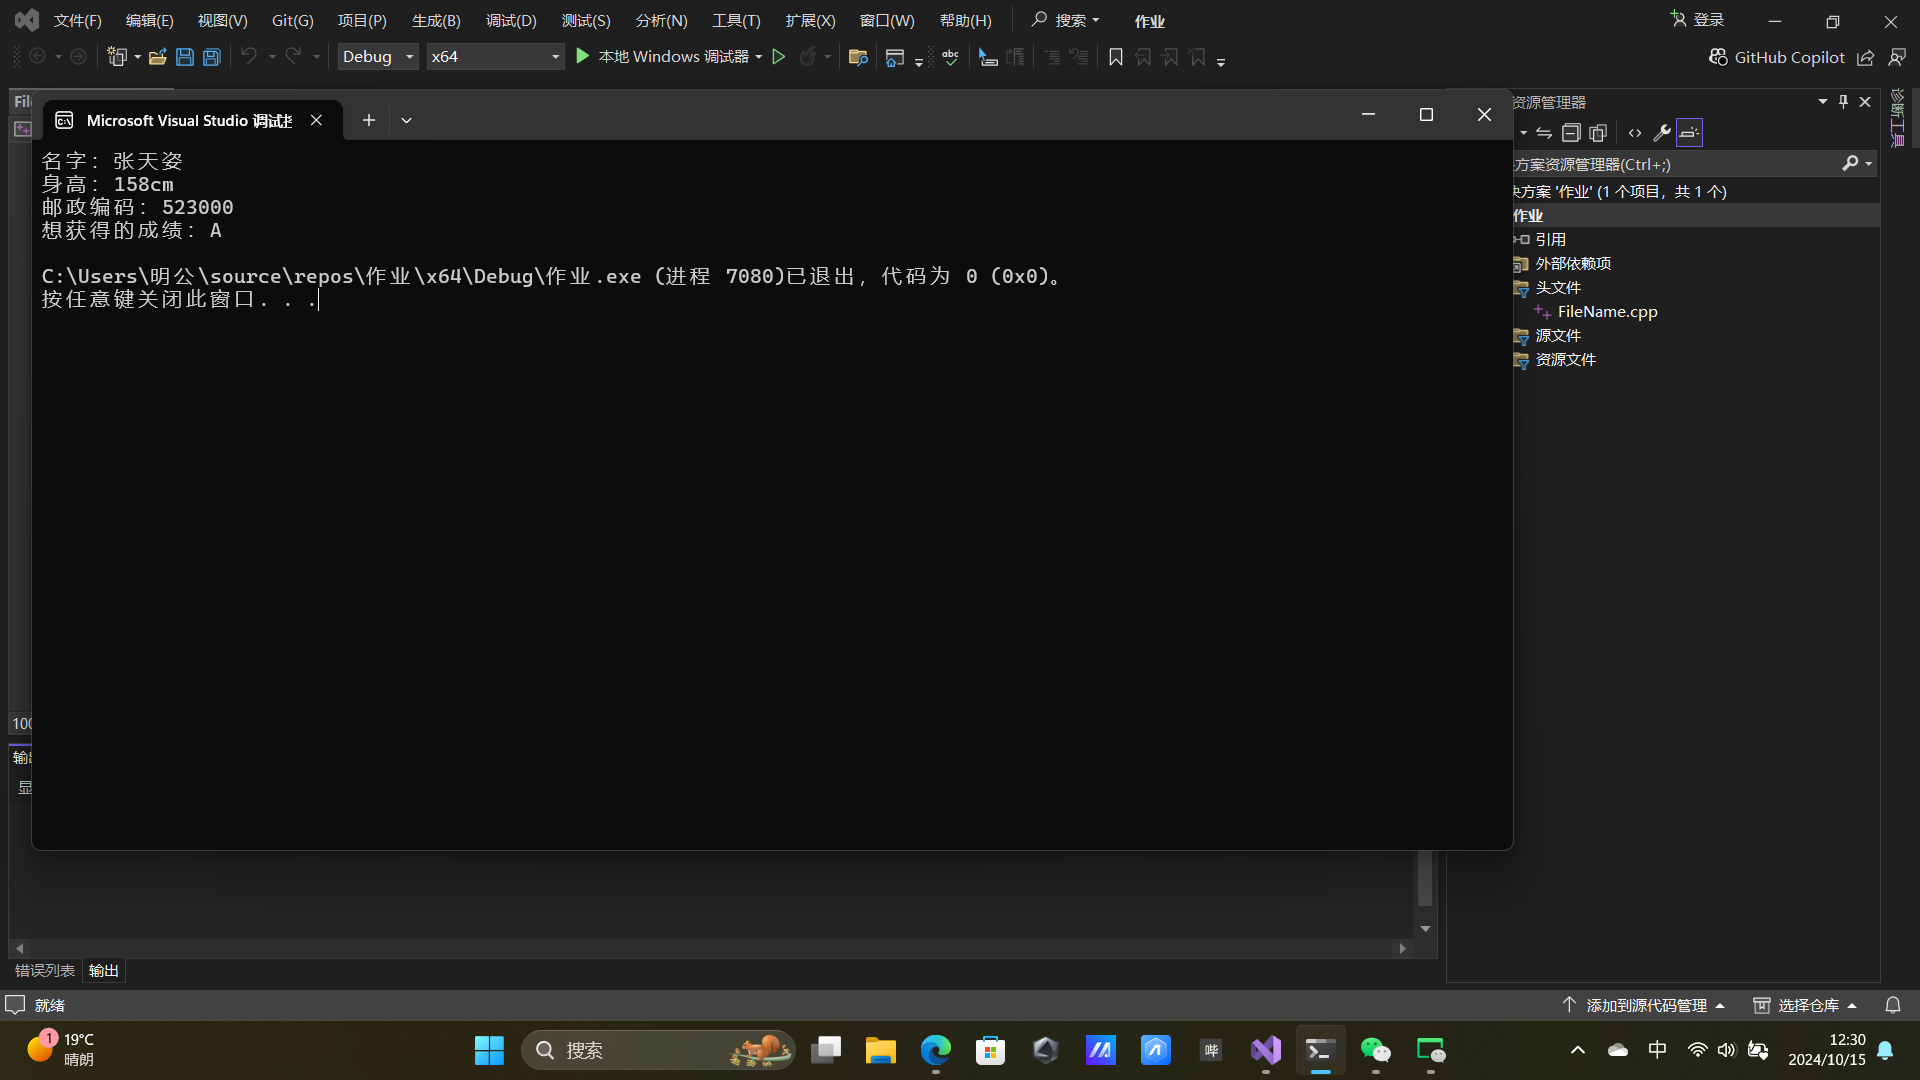 文件(F) 编辑(E) 视图(V) Git(G) 项目(P) 生成(B) 调试(D) 测试(S) 分析(N) 工具(T) 扩展(X) 窗口(W) 帮助(H) 搜索 作业 登录
Debug x64 本地 Windows 调试器 abc GitHub Copilot
Microsoft Visual Studio 调试
资源管理器
方案资源管理器(Ctrl+;)
决方案 '作业' (1 个项目，共 1 个)
作业
引用
外部依赖项
头文件
FileName.cpp
源文件
资源文件
诊断工具
名字：张天姿
身高：158cm
邮政编码：523000
想获得的成绩：A
C:\Users\明公\source\repos\作业\x64\Debug\作业.exe (进程 7080)已退出，代码为 0 (0x0)。
按任意键关闭此窗口. . .
File
100
输出
显
错误列表 输出
就绪 添加到源代码管理 选择仓库
1 19°C
晴朗
搜索
哔
中
12:30
2024/10/15